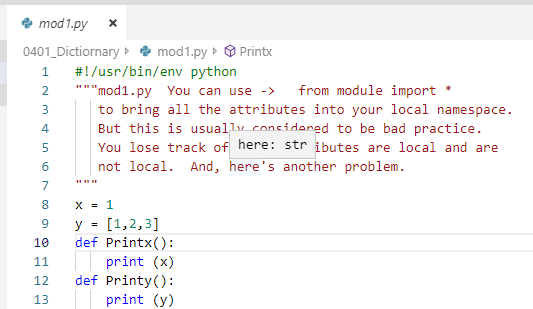 mod1.py ×
0401_Dictiornary > mod1.py > Printx
1 #!/usr/bin/env python
2 """mod1.py  You can use ->   from module import *
3    to bring all the attributes into your local namespace.
4    But this is usually considered to be bad practice.
5    You lose track of ibutes are local and are
here: str
6    not local.  And, here's another problem.
7 """
8 x = 1
9 y = [1,2,3]
10 def Printx():
11     print (x)
12 def Printy():
13     print (y)